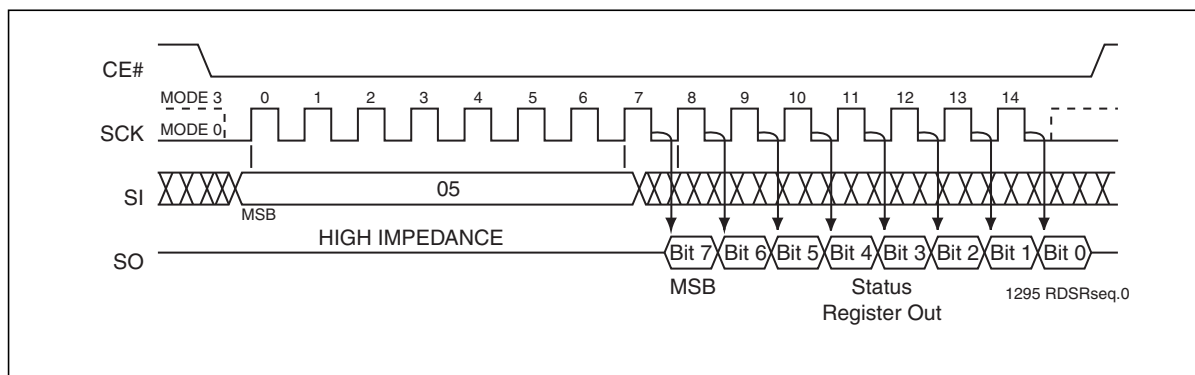 CE#
MODE 3
0 1 2 3 4 5 6 7 8 9 10 11 12 13 14
SCK
MODE 0
SI
05
MSB
HIGH IMPEDANCE
SO
Bit 7 Bit 6 Bit 5 Bit 4 Bit 3 Bit 2 Bit 1 Bit 0
MSB
Status
Register Out
1295 RDSRseq.0